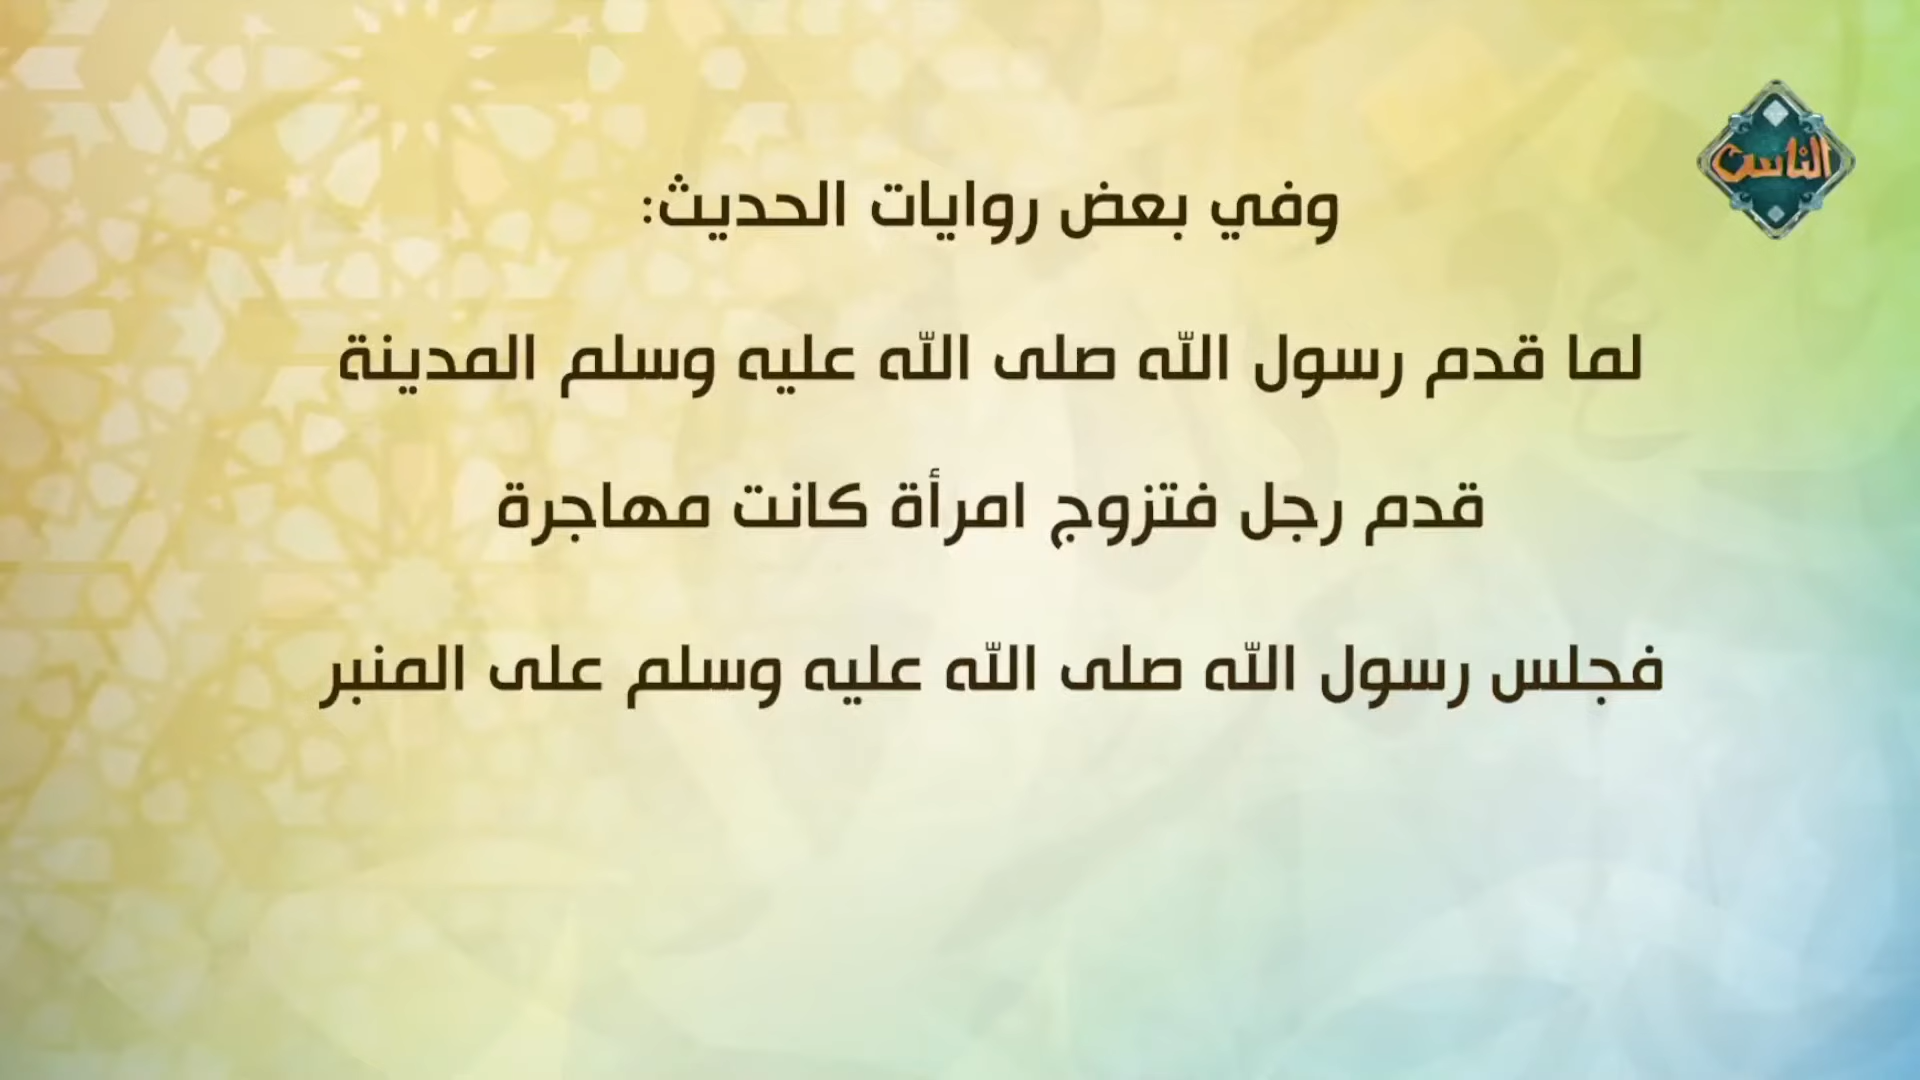 الناس
وفي بعض روايات الحديث:
لما قدم رسول الله صلى الله عليه وسلم المدينة
قدم رجل فتزوج امرأة كانت مهاجرة
فجلس رسول الله صلى الله عليه وسلم على المنبر